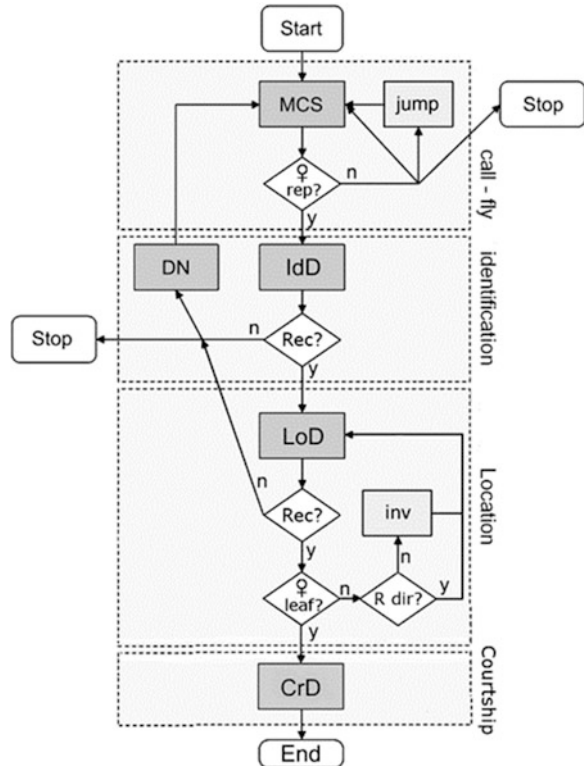 Start
MCS
jump
Stop
♀
rep?
n
y
call - fly
DN
IdD
identification
Stop
n
Rec?
y
LoD
Location
n
Rec?
inv
y
n
♀
leaf?
n
R dir?
y
y
CrD
Courtship
End